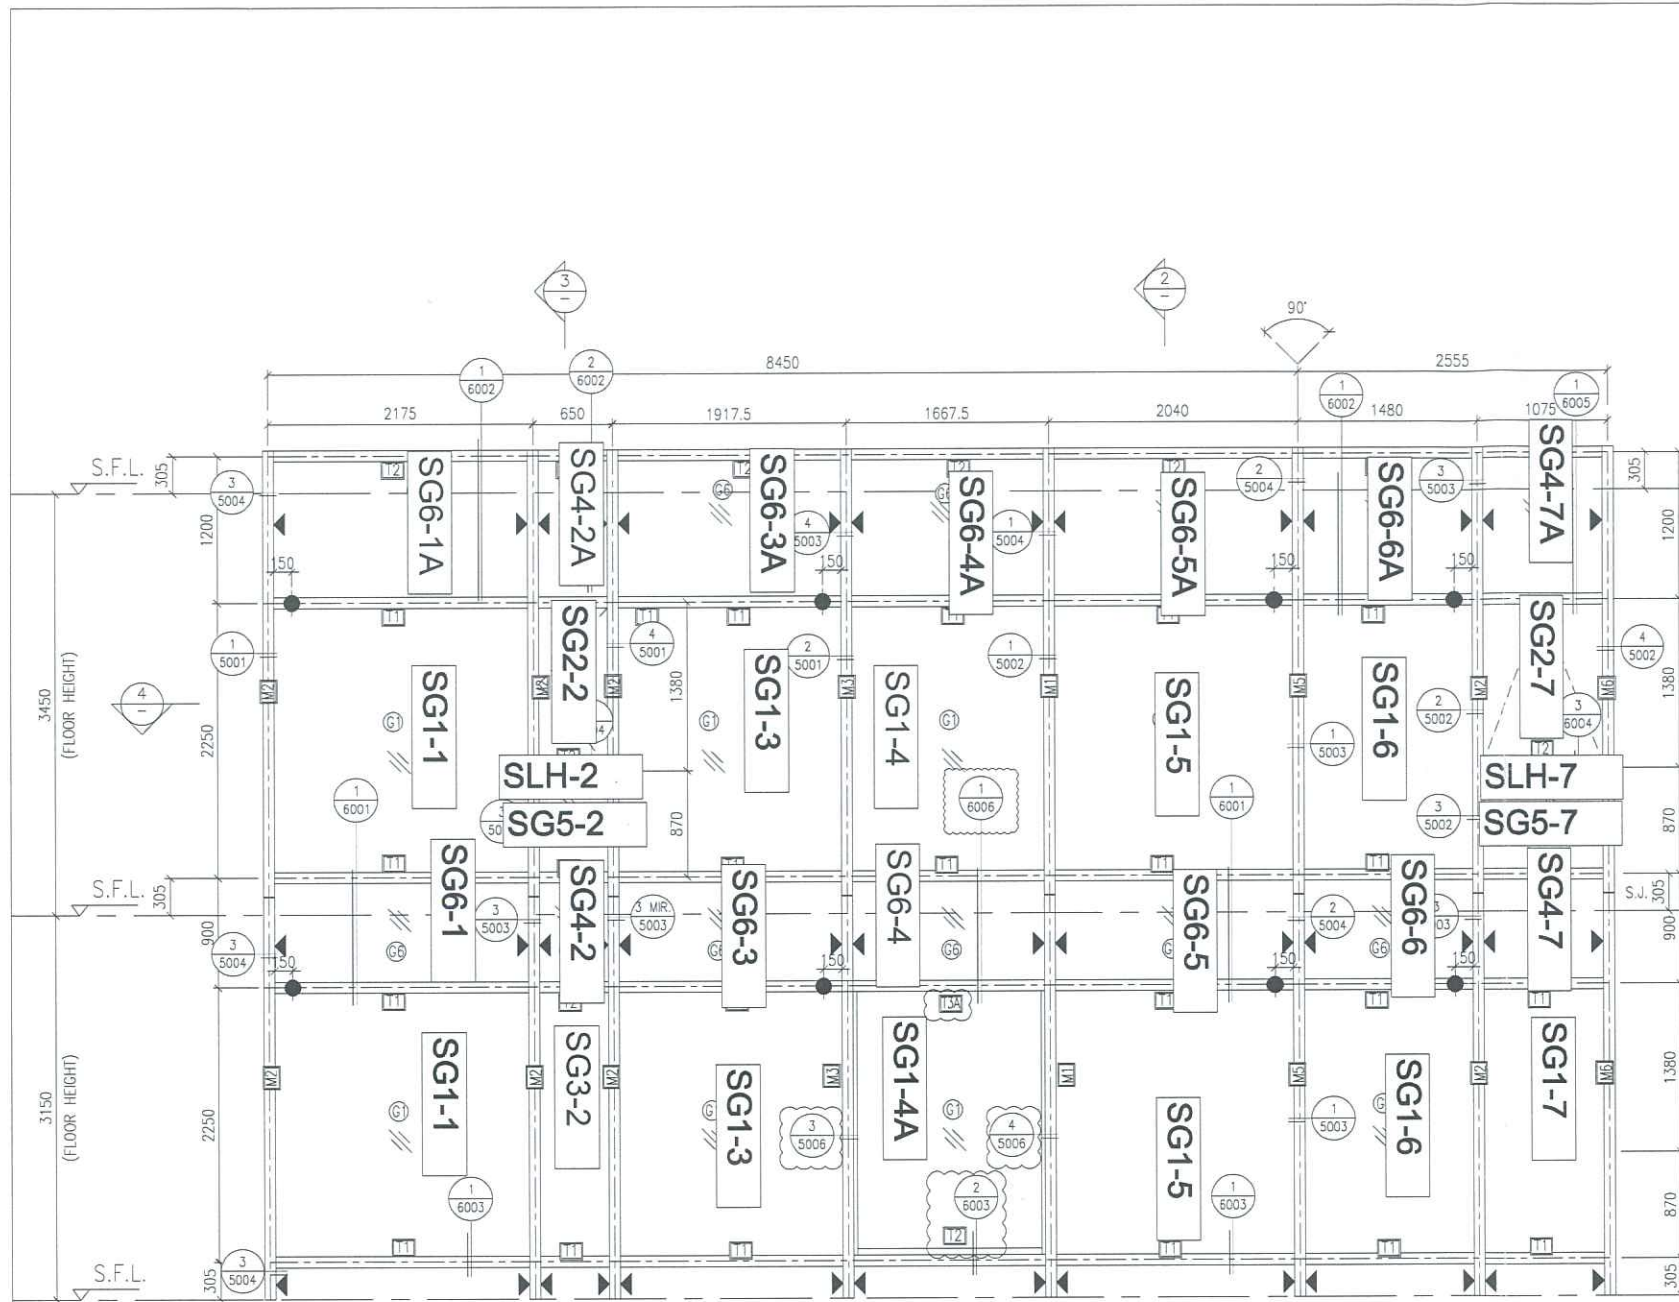 3
–
2
–
90°
8450
2555
1
6002
2
6002
1
6002
1
6005
2175
650
1917.5
1667.5
2040
1480
1075
S.F.L.
305
3
5004
T2
SG6-1A
SG4-2A
T2
G6
SG6-3A
4
5003
T2
SG6-4A
1
5004
T2
SG6-5A
2
5004
SG6-6A
3
5003
SG4-7A
305
1200
1200
150
150
150
150
T1
T1
T1
T1
T1
T1
1
5001
SG2-2
4
5001
2
5001
1
5002
SG2-7
4
5002
3450
(FLOOR HEIGHT)
4
–
2250
M2
SG1-1
G1
M2
M2
1380
SG1-3
G1
M3
SG1-4
G1
M1
SG1-5
M5
SG1-6
M2
2
5002
M6
3
6004
1380
1
5003
T2
SLH-2
SLH-7
1
6001
SG5-2
870
1
6006
1
6001
3
5002
SG5-7
870
T1
T1
T1
T1
T1
S.F.L.
305
900
SG6-1
3
5003
SG4-2
3 MIR.
5003
SG6-3
SG6-4
SG6-5
2
5004
SG6-6
SG4-7
S.J.
305
900
3
5004
G6
G6
G6
150
150
150
150
T1
T3A
T1
T1
T1
3150
(FLOOR HEIGHT)
2250
M2
SG1-1
G1
M2
SG3-2
M2
SG1-3
M3
SG1-4A
G1
M1
SG1-5
M5
SG1-6
M2
SG1-7
M6
1380
3
5006
4
5006
1
5003
1
6003
2
6003
1
6003
870
T1
T1
T1
T2
T1
T1
T1
S.F.L.
305
3
5004
305